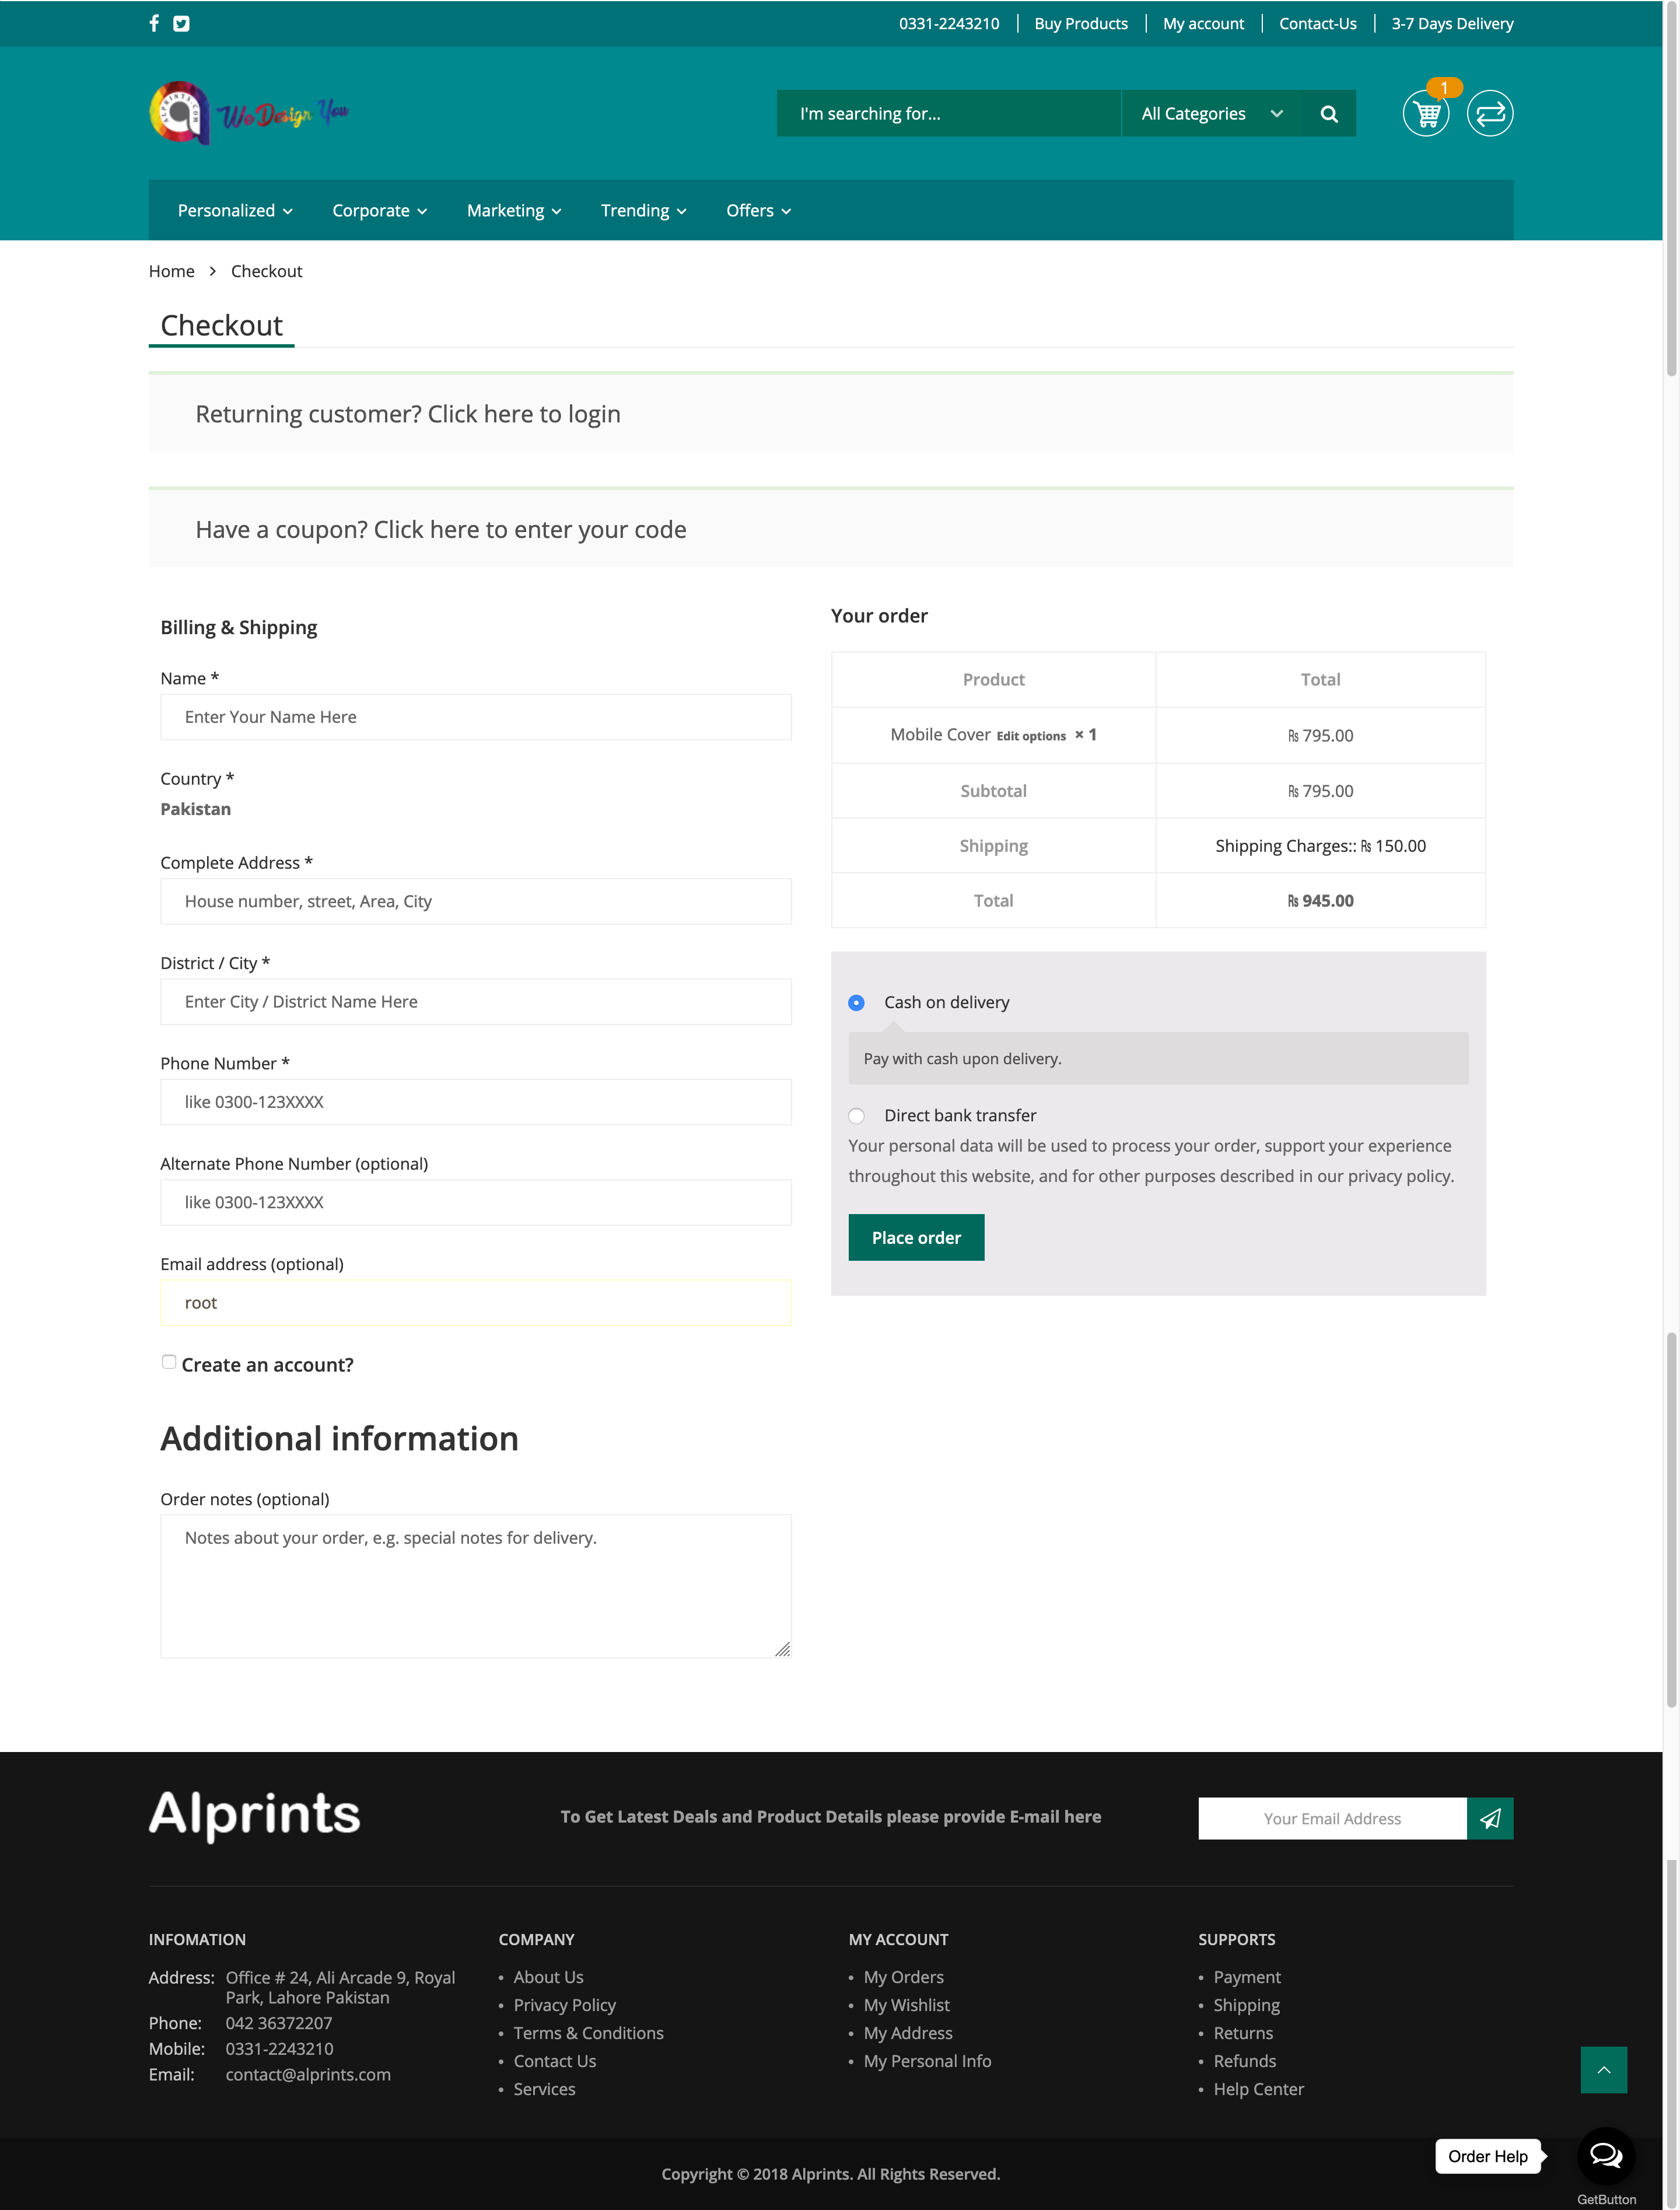 0331-2243210 Buy Products My account Contact-Us 3-7 Days Delivery
ALPRINTS.COM We Design You
I'm searching for... All Categories
1
Personalized Corporate Marketing Trending Offers
Home > Checkout
Checkout
Returning customer? Click here to login
Have a coupon? Click here to enter your code
Billing & Shipping
Name *
Enter Your Name Here
Country *
Pakistan
Complete Address *
House number, street, Area, City
District / City *
Enter City / District Name Here
Phone Number *
like 0300-123XXXX
Alternate Phone Number (optional)
like 0300-123XXXX
Email address (optional)
root
Create an account?
Additional information
Order notes (optional)
Notes about your order, e.g. special notes for delivery.
Your order
Product Total
Mobile Cover Edit options × 1 ₨ 795.00
Subtotal ₨ 795.00
Shipping Shipping Charges:: ₨ 150.00
Total ₨ 945.00
Cash on delivery
Pay with cash upon delivery.
Direct bank transfer
Your personal data will be used to process your order, support your experience
throughout this website, and for other purposes described in our privacy policy.
Place order
Alprints
To Get Latest Deals and Product Details please provide E-mail here
Your Email Address
INFOMATION
Address: Office # 24, Ali Arcade 9, Royal
Park, Lahore Pakistan
Phone: 042 36372207
Mobile: 0331-2243210
Email: contact@alprints.com
COMPANY
• About Us
• Privacy Policy
• Terms & Conditions
• Contact Us
• Services
MY ACCOUNT
• My Orders
• My Wishlist
• My Address
• My Personal Info
SUPPORTS
• Payment
• Shipping
• Returns
• Refunds
• Help Center
Order Help
GetButton
Copyright © 2018 Alprints. All Rights Reserved.